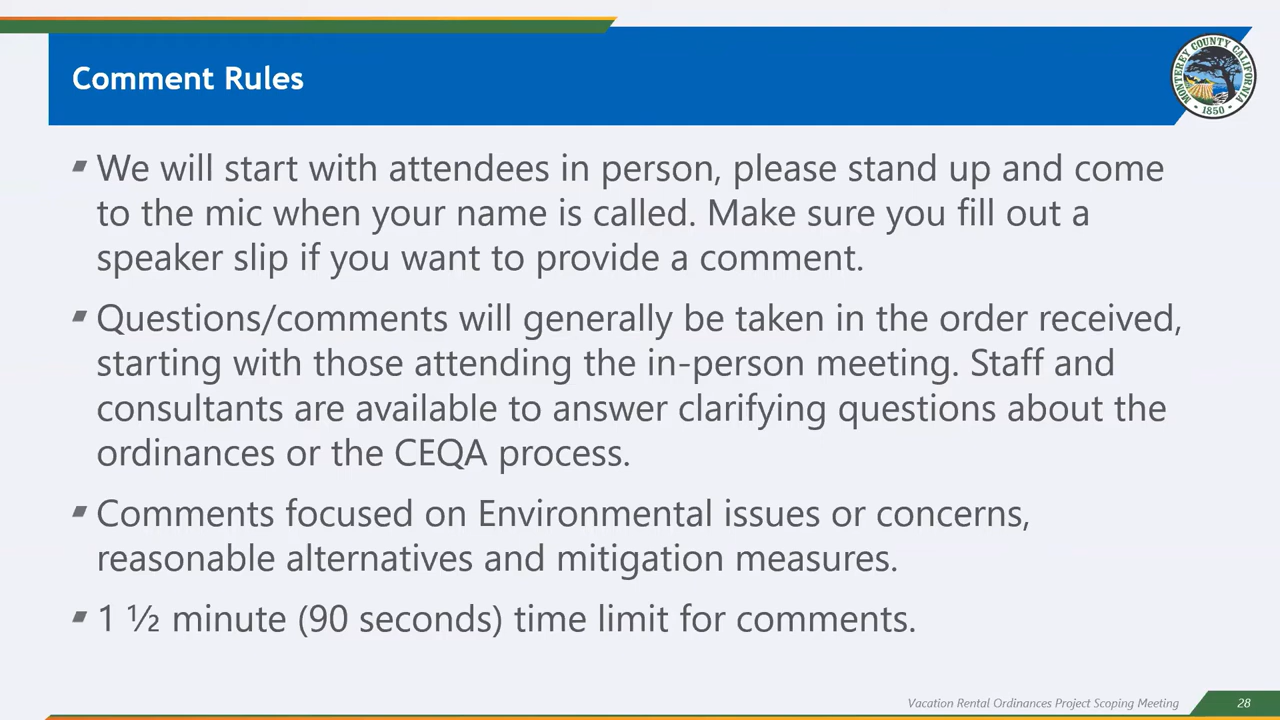 Comment Rules
MONTEREY COUNTY CALIFORNIA
1850
We will start with attendees in person, please stand up and come
to the mic when your name is called. Make sure you fill out a
speaker slip if you want to provide a comment.
Questions/comments will generally be taken in the order received,
starting with those attending the in-person meeting. Staff and
consultants are available to answer clarifying questions about the
ordinances or the CEQA process.
Comments focused on Environmental issues or concerns,
reasonable alternatives and mitigation measures.
1 ½ minute (90 seconds) time limit for comments.
Vacation Rental Ordinances Project Scoping Meeting
28